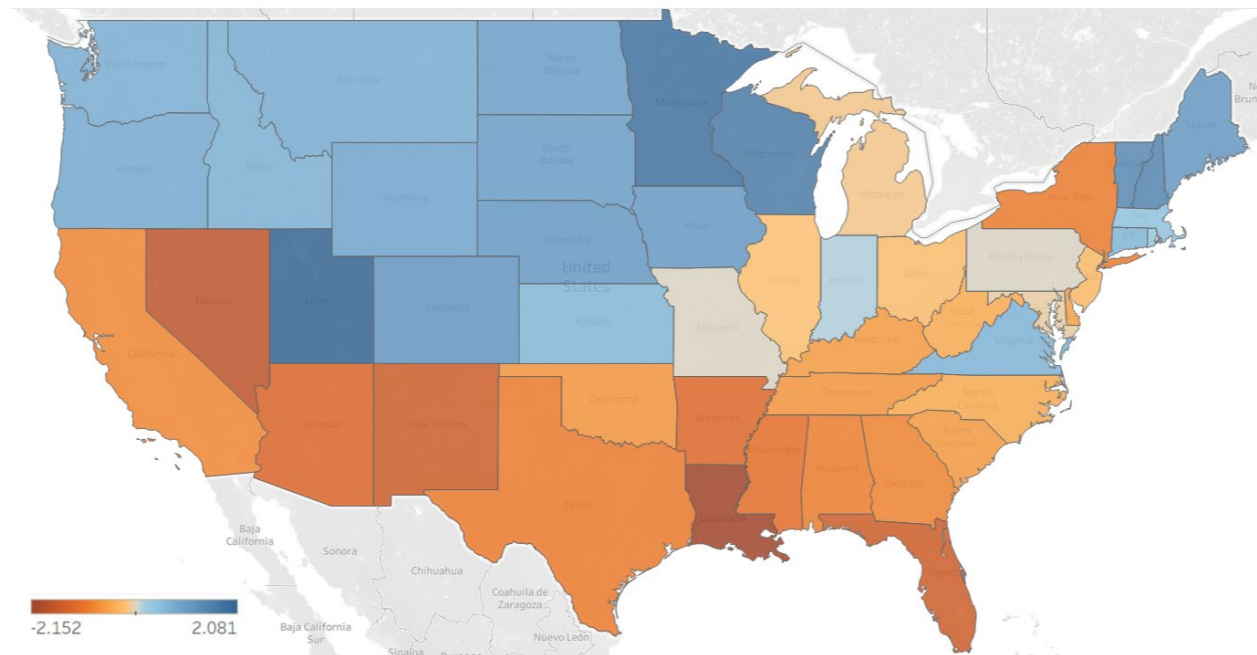 Washington
Montana
North
Dakota
Minnesota
Maine
Oregon
Idaho
South
Dakota
Wisconsin
Wyoming
Michigan
New York
Nebraska
Iowa
United
States
Pennsylvania
Nevada
Utah
Colorado
Illinois
Indiana
Ohio
West
Virginia
Kansas
Missouri
Kentucky
Virginia
California
Arizona
New Mexico
Oklahoma
Arkansas
Tennessee
North
Carolina
South
Carolina
Mississippi
Alabama
Georgia
Texas
Louisiana
Florida
Baja
California
Sonora
Chihuahua
Coahuila de
Zaragoza
Baja California
Sur
Nuevo León
-2.152
2.081